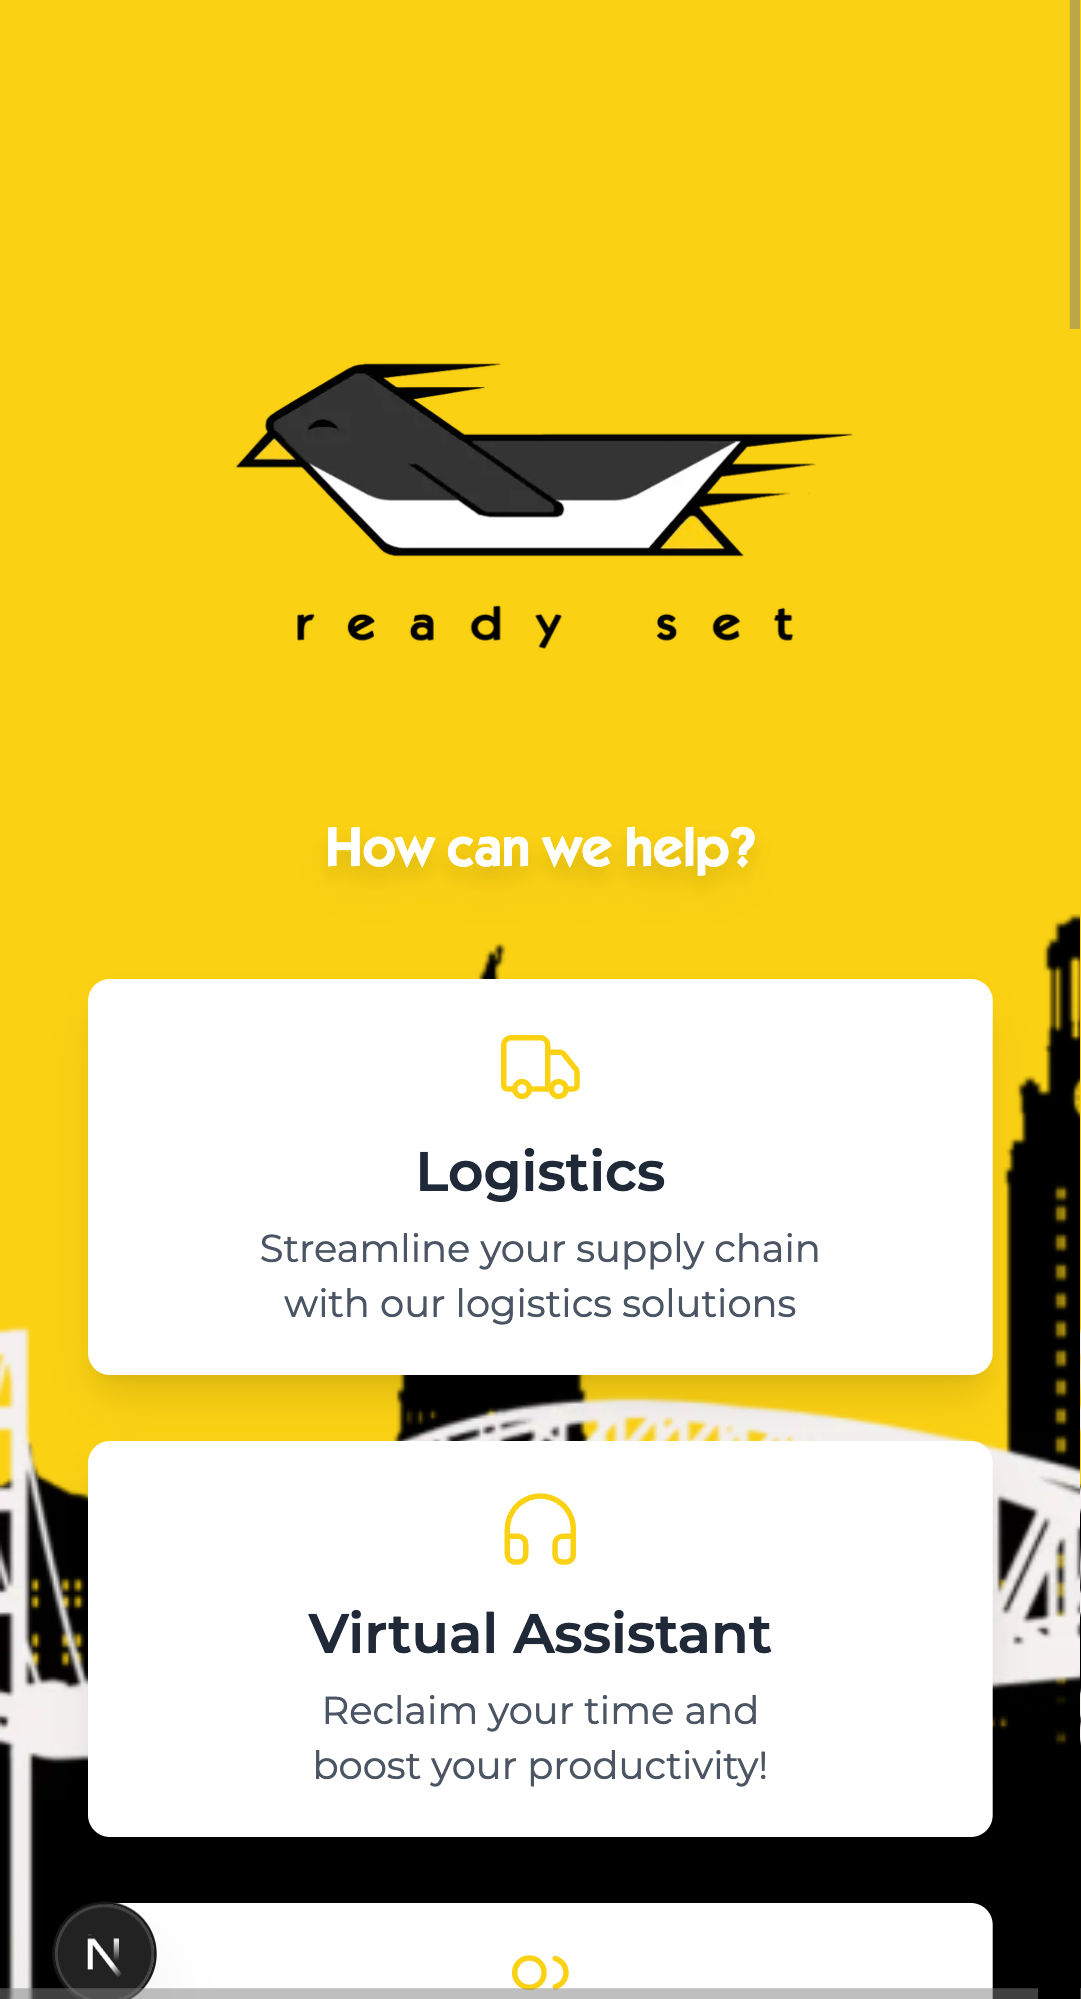 ready set
How can we help?
Logistics
Streamline your supply chain
with our logistics solutions
Virtual Assistant
Reclaim your time and
boost your productivity!
N